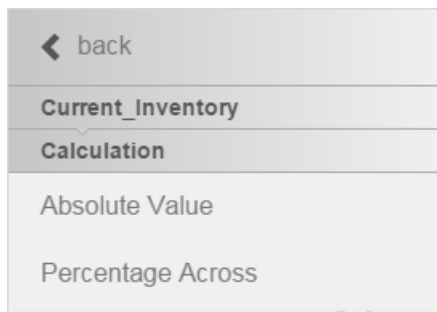 back
Current_Inventory
Calculation
Absolute Value
Percentage Across